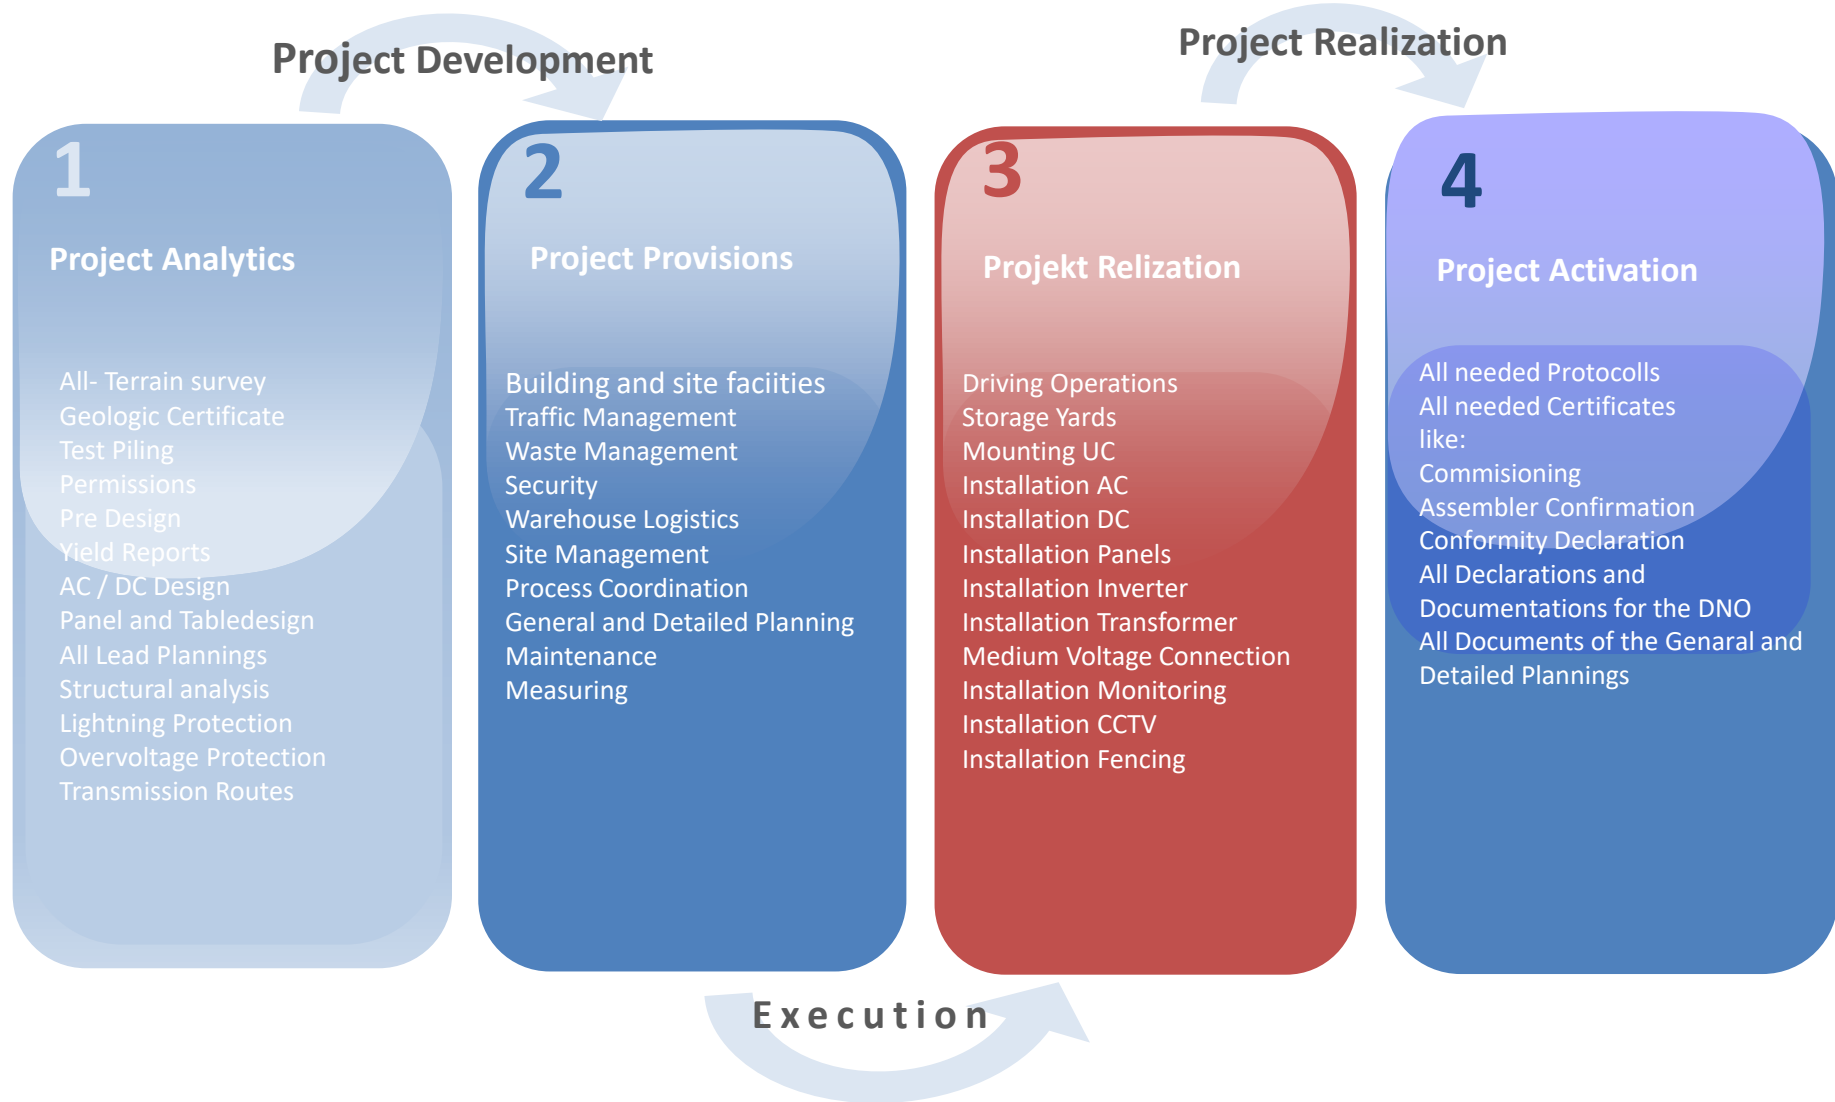 Project Development
Project Realization
1
Project Analytics
All- Terrain survey
Geologic Certificate
Test Piling
Permissions
Pre Design
Yield Reports
AC / DC Design
Panel and Tabledesign
All Lead Plannings
Structural analysis
Lightning Protection
Overvoltage Protection
Transmission Routes
2
Project Provisions
Building and site faciities
Traffic Management
Waste Management
Security
Warehouse Logistics
Site Management
Process Coordination
General and Detailed Planning
Maintenance
Measuring
3
Projekt Relization
Driving Operations
Storage Yards
Mounting UC
Installation AC
Installation DC
Installation Panels
Installation Inverter
Installation Transformer
Medium Voltage Connection
Installation Monitoring
Installation CCTV
Installation Fencing
4
Project Activation
All needed Protocolls
All needed Certificates
like:
Commisioning
Assembler Confirmation
Conformity Declaration
All Declarations and
Documentations for the DNO
All Documents of the Genaral and
Detailed Plannings
Execution